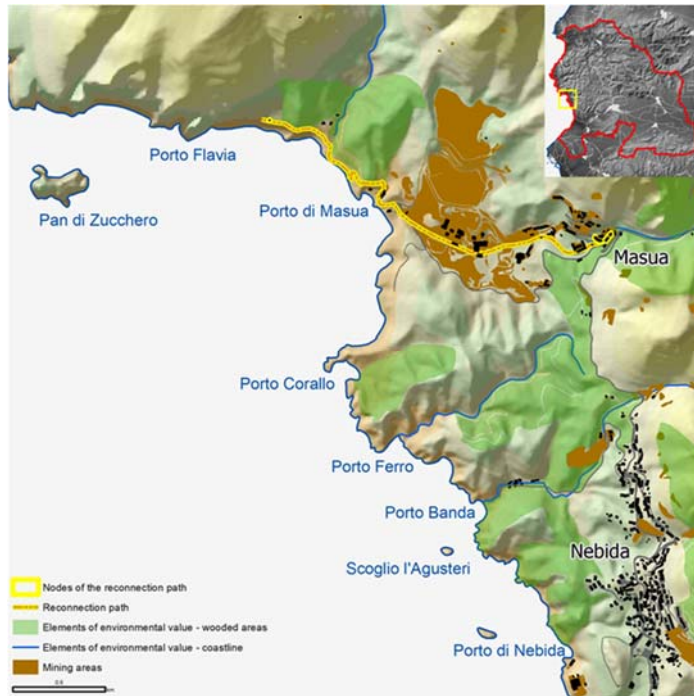 Porto Flavia
Pan di Zucchero
Porto di Masua
Masua
Porto Corallo
Porto Ferro
Porto Banda
Nebida
Scoglio l'Agusteri
Porto di Nebida
Nodes of the reconnection path
Reconnection path
Elements of environmental value - wooded areas
Elements of environmental value - coastline
Mining areas